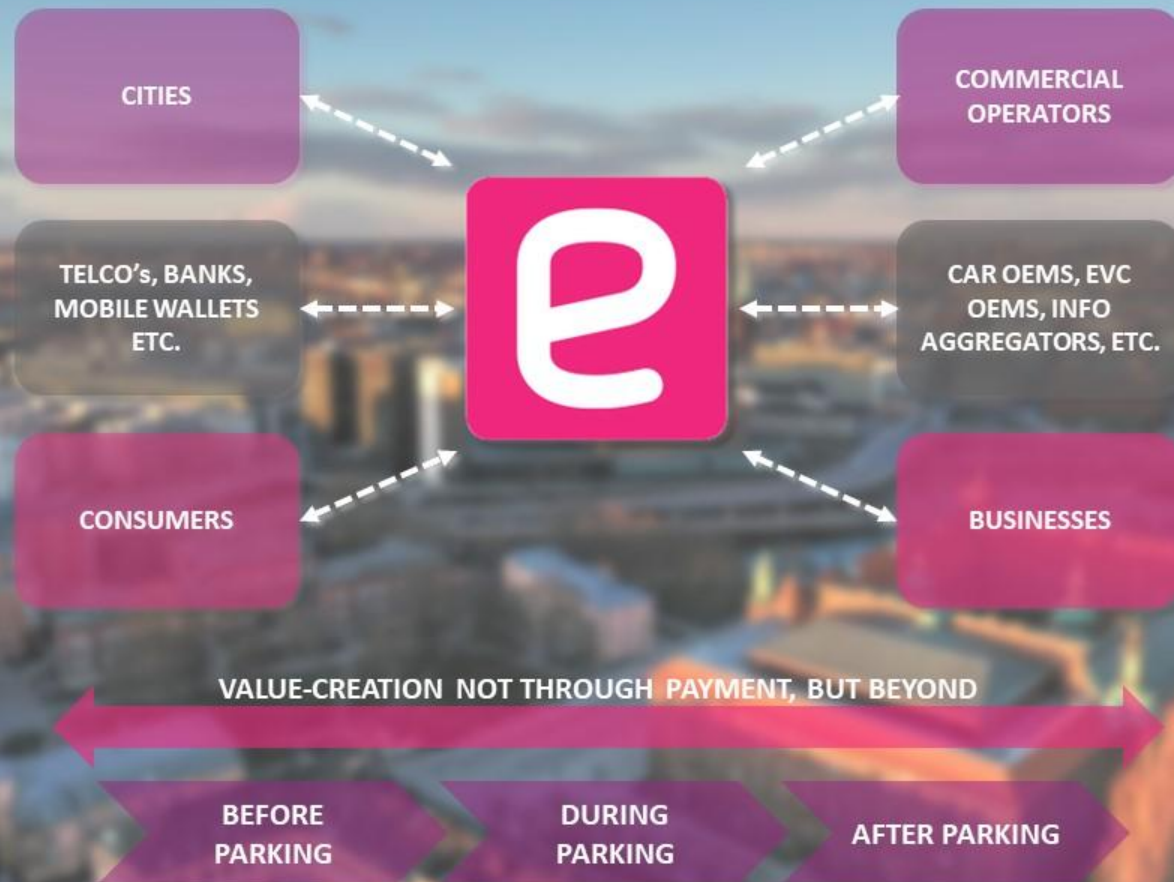 CITIES
COMMERCIAL
OPERATORS
e
TELCO's, BANKS,
MOBILE WALLETS
ETC.
CAR OEMS, EVC
OEMS, INFO
AGGREGATORS, ETC.
CONSUMERS
BUSINESSES
VALUE-CREATION NOT THROUGH PAYMENT, BUT BEYOND
BEFORE
PARKING
DURING
PARKING
AFTER PARKING